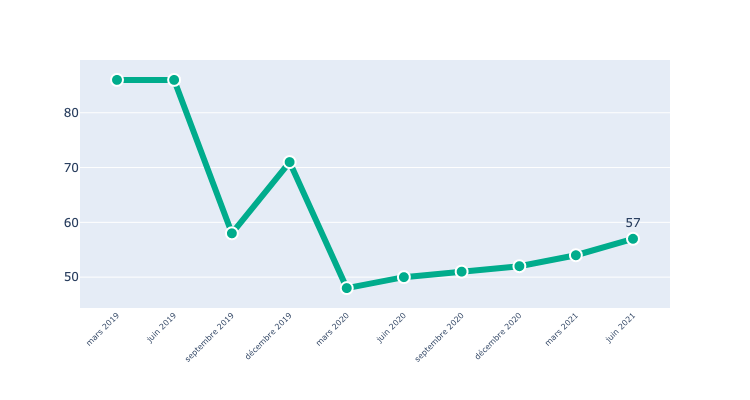 80
70
60
50
57
mars 2019
juin 2019
septembre 2019
décembre 2019
mars 2020
juin 2020
septembre 2020
décembre 2020
mars 2021
juin 2021